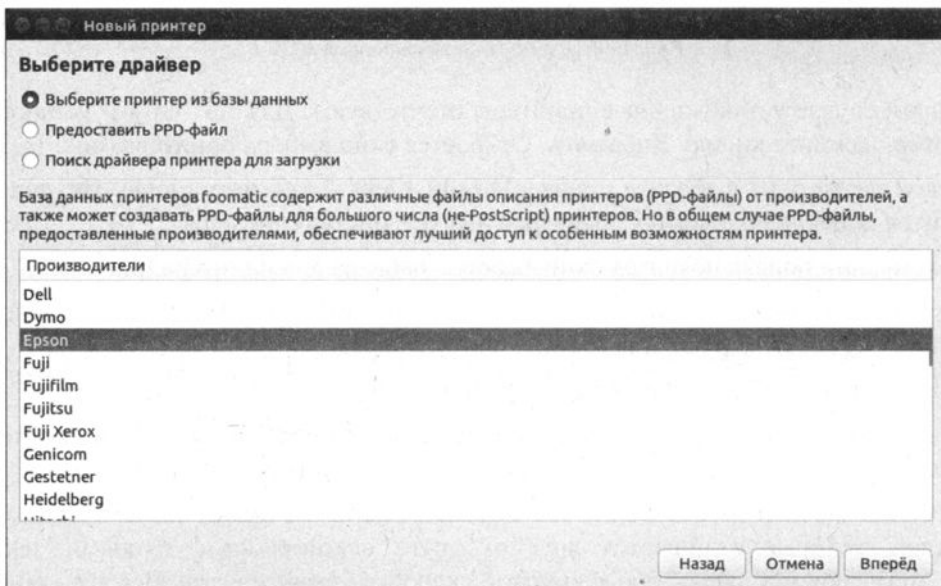 Новый принтер
Выберите драйвер
Выберите принтер из базы данных
Предоставить PPD-файл
Поиск драйвера принтера для загрузки
База данных принтеров foomatic содержит различные файлы описания принтеров (PPD-файлы) от производителей, а
также может создавать PPD-файлы для большого числа (не-PostScript) принтеров. Но в общем случае PPD-файлы,
предоставленные производителями, обеспечивают лучший доступ к особенным возможностям принтера.
Производители
Dell
Dymo
Epson
Fuji
Fujifilm
Fujitsu
Fuji Xerox
Genicom
Gestetner
Heidelberg
Назад Отмена Вперёд